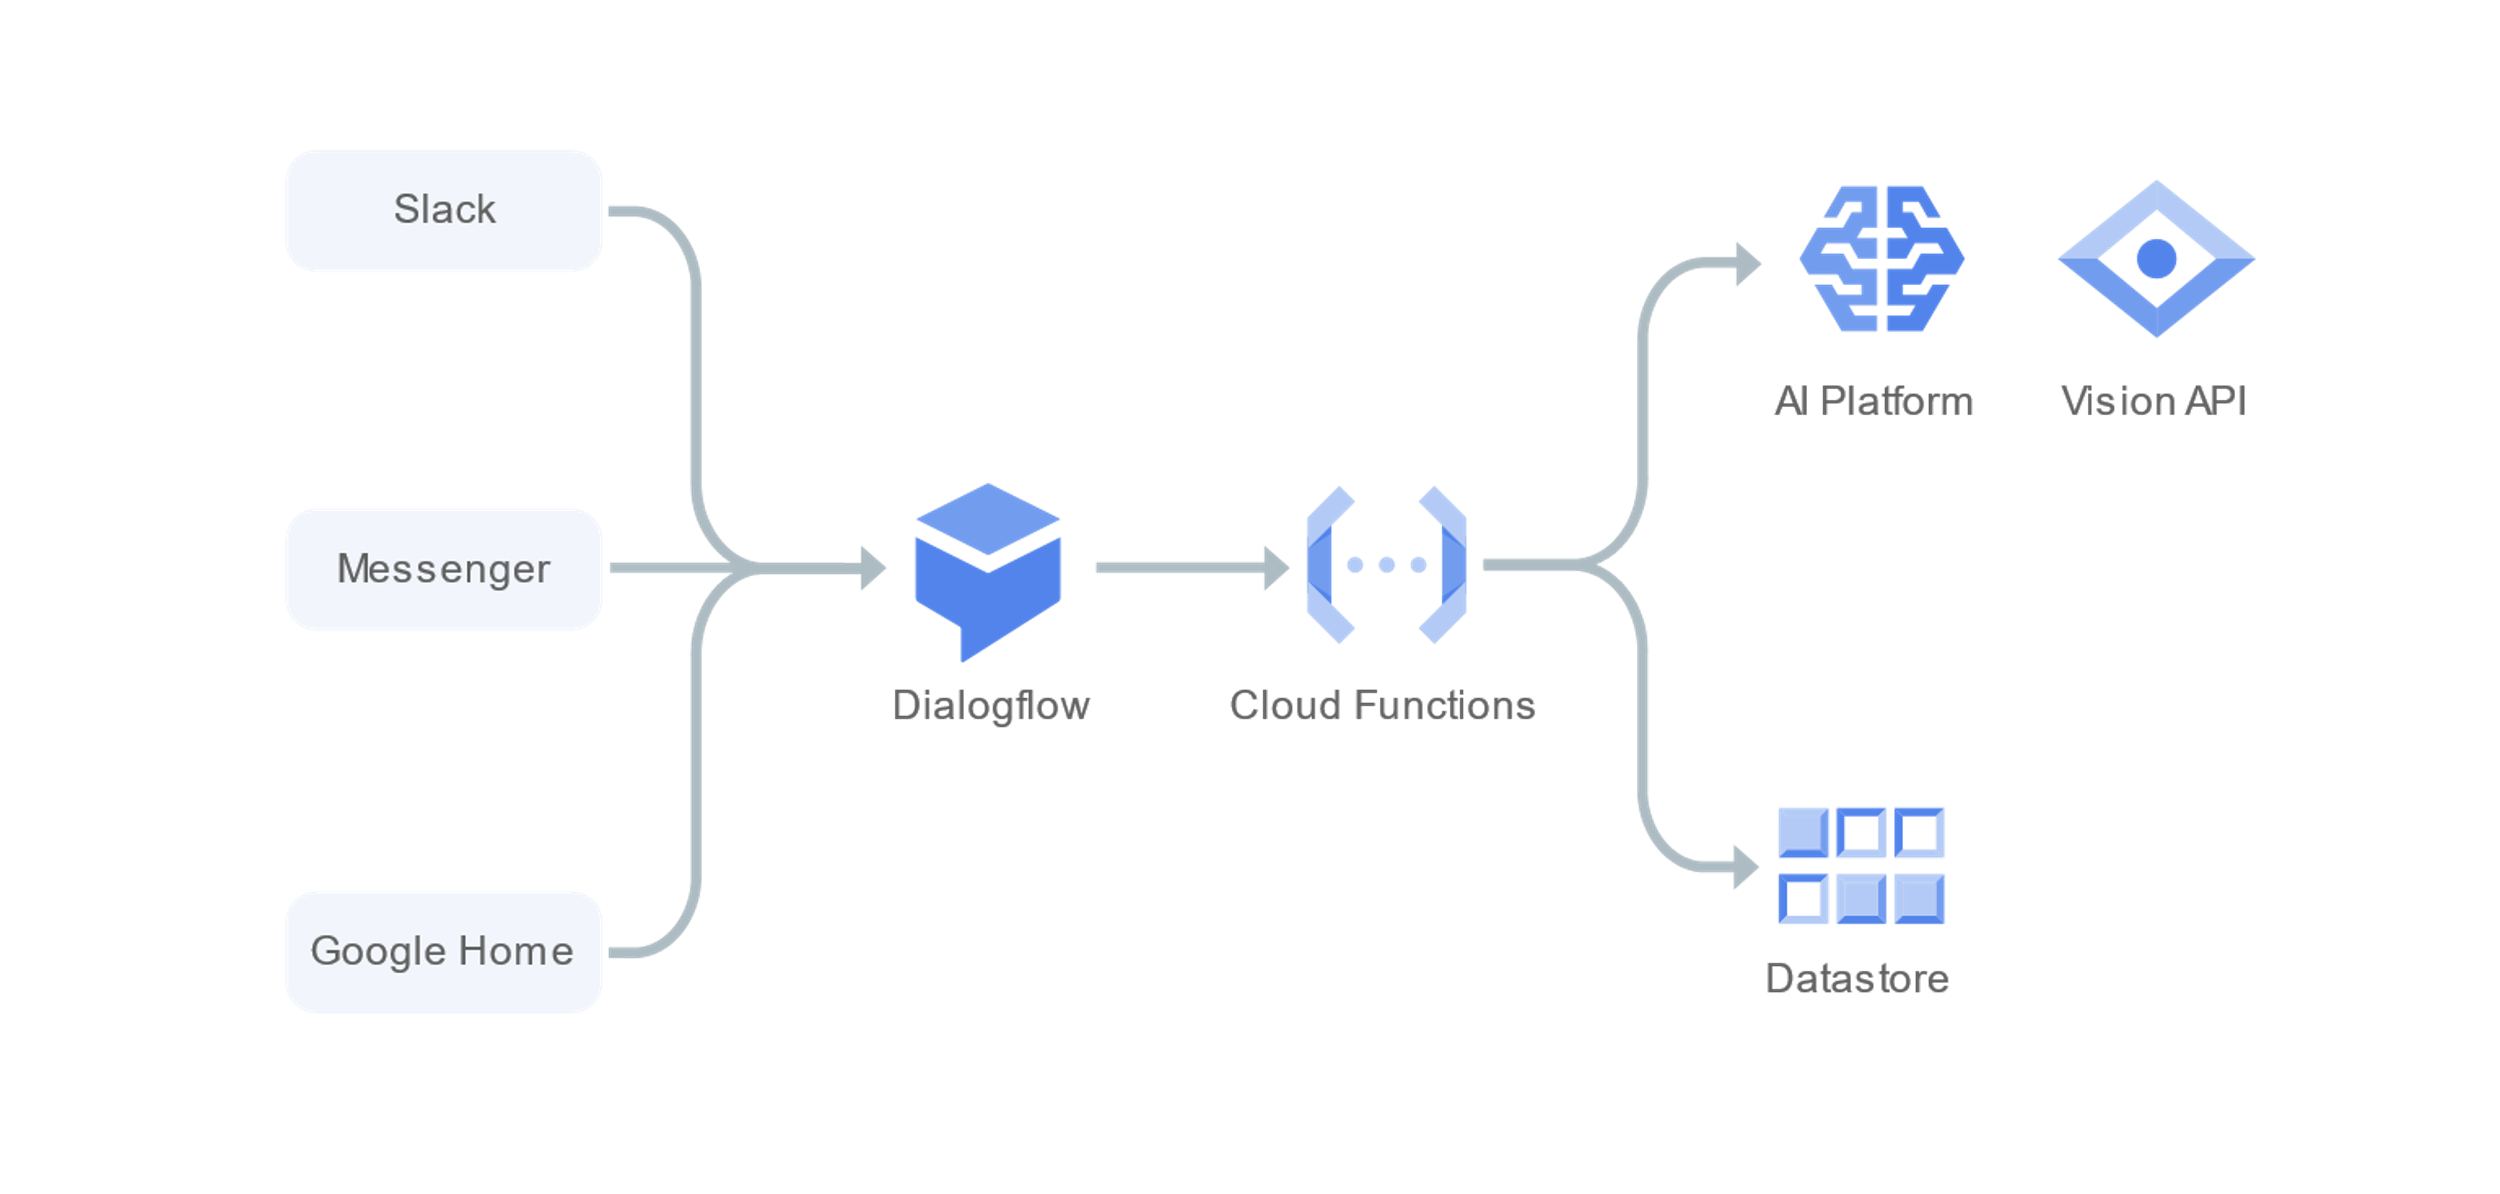 Slack
Messenger
Google Home
Dialogflow
Cloud Functions
AI Platform
Vision API
Datastore